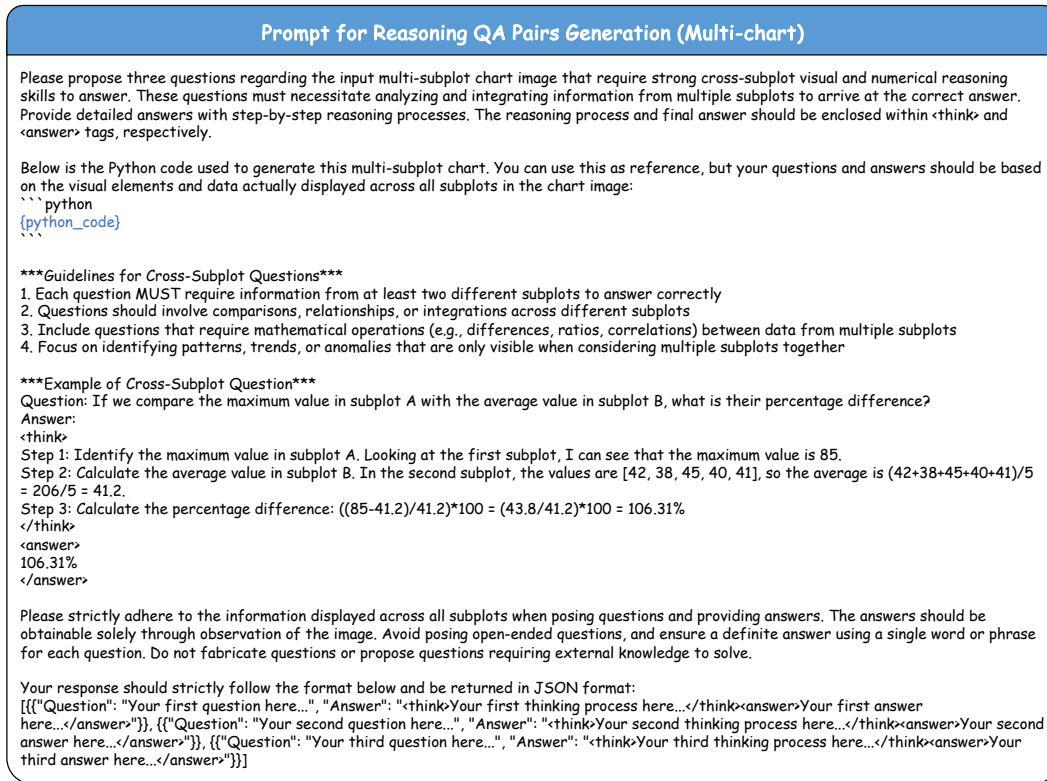 Prompt for Reasoning QA Pairs Generation (Multi-chart)
Please propose three questions regarding the input multi-subplot chart image that require strong cross-subplot visual and numerical reasoning
skills to answer. These questions must necessitate analyzing and integrating information from multiple subplots to arrive at the correct answer.
Provide detailed answers with step-by-step reasoning processes. The reasoning process and final answer should be enclosed within <think> and
<answer> tags, respectively.
Below is the Python code used to generate this multi-subplot chart. You can use this as reference, but your questions and answers should be based
on the visual elements and data actually displayed across all subplots in the chart image:
```python
{python_code}
```
***Guidelines for Cross-Subplot Questions***
1. Each question MUST require information from at least two different subplots to answer correctly
2. Questions should involve comparisons, relationships, or integrations across different subplots
3. Include questions that require mathematical operations (e.g., differences, ratios, correlations) between data from multiple subplots
4. Focus on identifying patterns, trends, or anomalies that are only visible when considering multiple subplots together
***Example of Cross-Subplot Question***
Question: If we compare the maximum value in subplot A with the average value in subplot B, what is their percentage difference?
Answer:
<think>
Step 1: Identify the maximum value in subplot A. Looking at the first subplot, I can see that the maximum value is 85.
Step 2: Calculate the average value in subplot B. In the second subplot, the values are [42, 38, 45, 40, 41], so the average is (42+38+45+40+41)/5
= 206/5 = 41.2.
Step 3: Calculate the percentage difference: ((85-41.2)/41.2)*100 = (43.8/41.2)*100 = 106.31%
</think>
<answer>
106.31%
</answer>
Please strictly adhere to the information displayed across all subplots when posing questions and providing answers. The answers should be
obtainable solely through observation of the image. Avoid posing open-ended questions, and ensure a definite answer using a single word or phrase
for each question. Do not fabricate questions or propose questions requiring external knowledge to solve.
Your response should strictly follow the format below and be returned in JSON format:
[{{"Question": "Your first question here...", "Answer": "<think>Your first thinking process here...</think><answer>Your first answer
here...</answer>"}}, {{"Question": "Your second question here...", "Answer": "<think>Your second thinking process here...</think><answer>Your second
answer here...</answer>"}}, {{"Question": "Your third question here...", "Answer": "<think>Your third thinking process here...</think><answer>Your
third answer here...</answer>"}}]